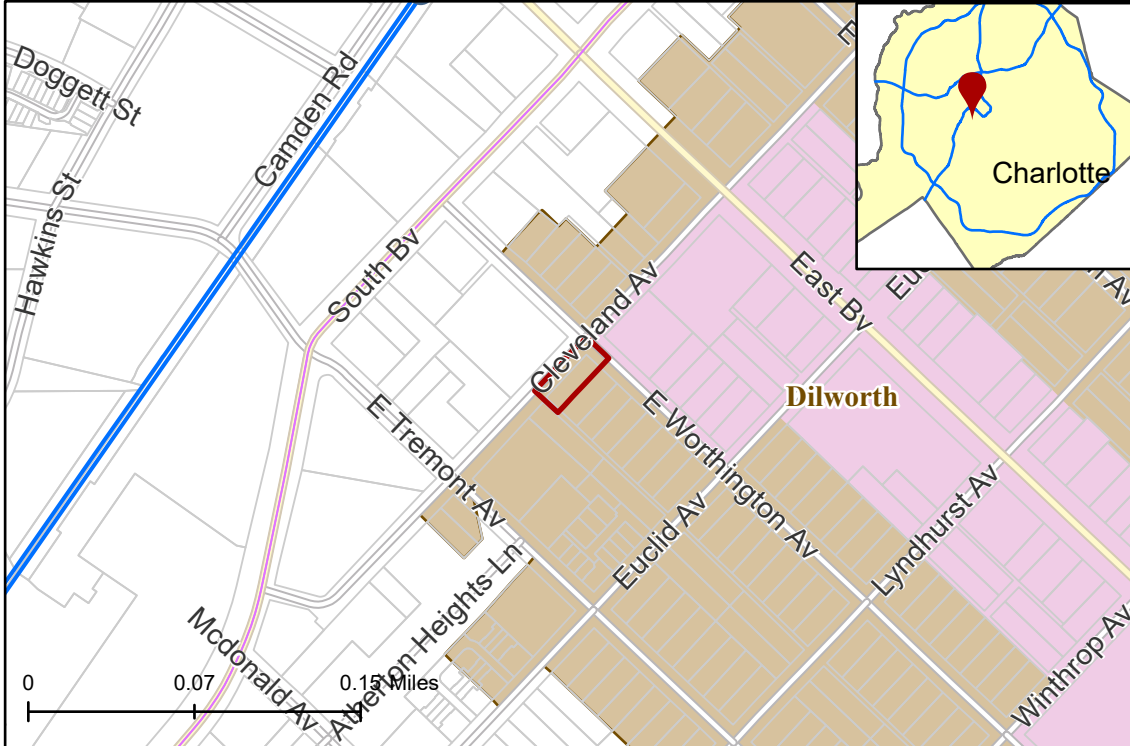 Doggett St
Camden Rd
Hawkins St
South Bv
Cleveland Av
East Bv
Charlotte
Dilworth
E Tremont Av
E Worthington Av
Euclid Av
Lyndhurst Av
Winthrop Av
Atherton Heights Ln
Mcdonald Av
0 0.07 0.15 Miles